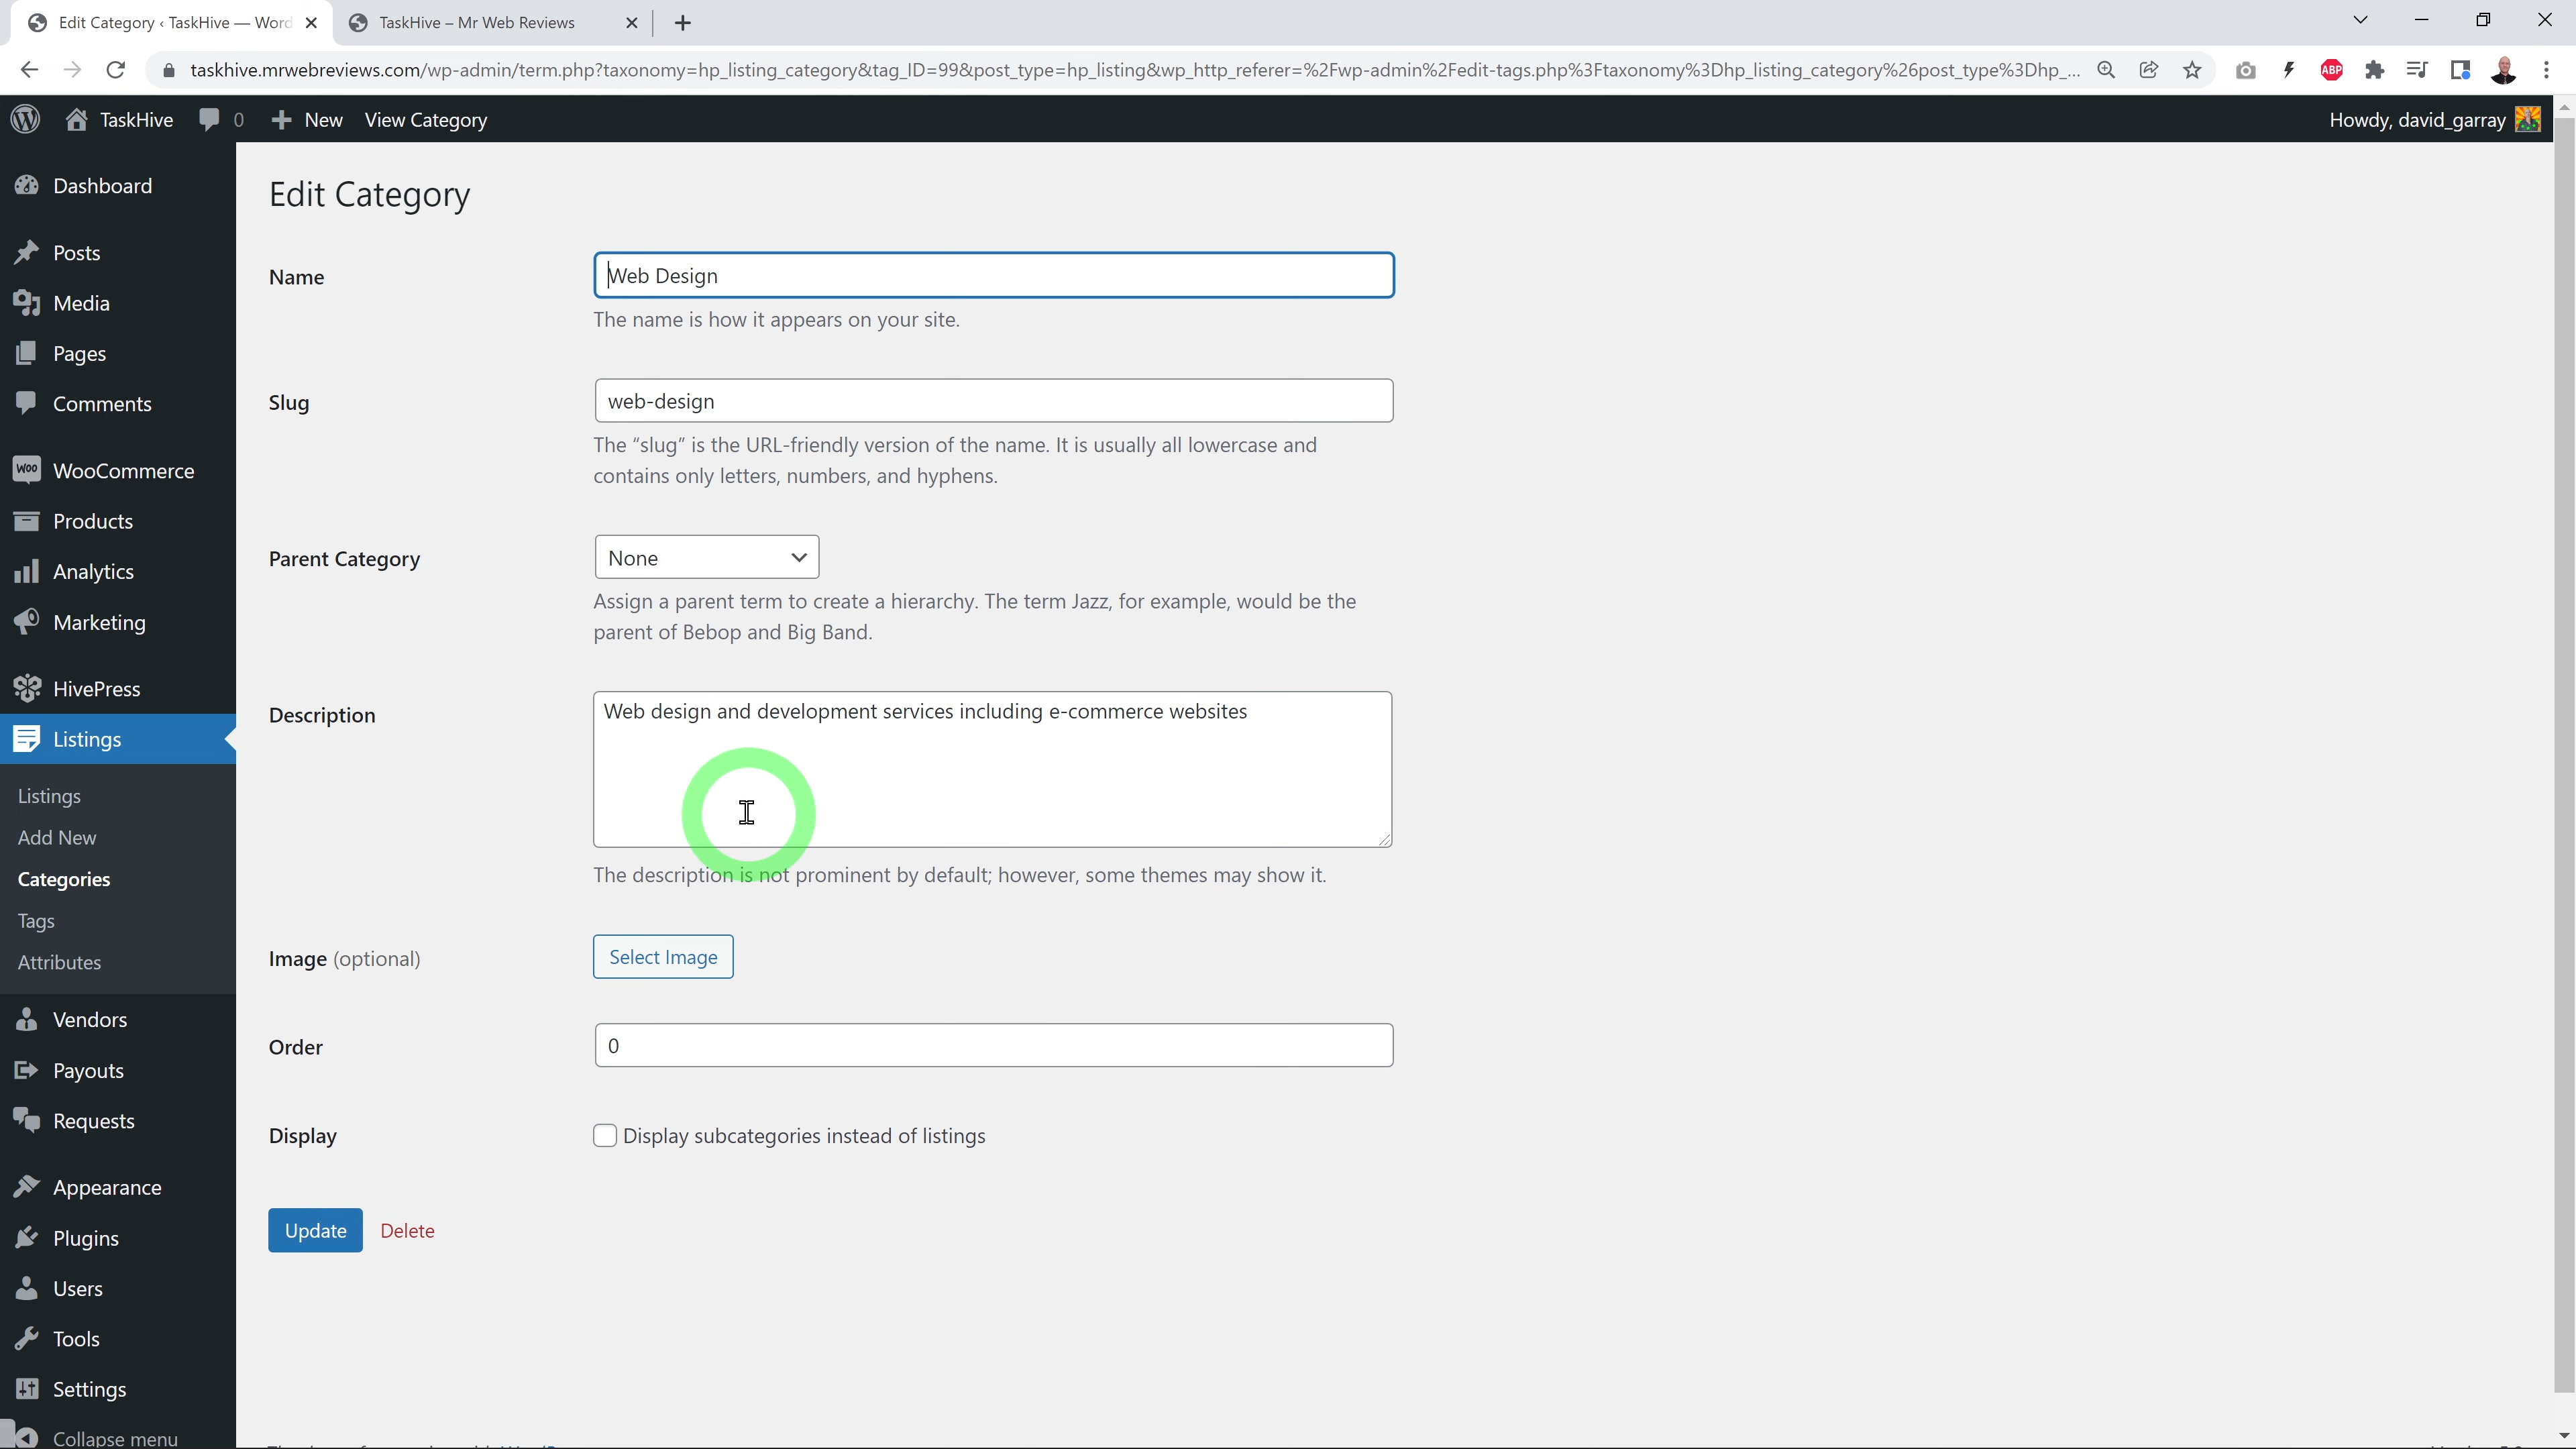 Edit Category ‹ TaskHive — Word
TaskHive – Mr Web Reviews
taskhive.mrwebreviews.com/wp-admin/term.php?taxonomy=hp_listing_category&tag_ID=99&post_type=hp_listing&wp_http_referer=%2Fwp-admin%2Fedit-tags.php%3Ftaxonomy%3Dhp_listing_category%26post_type%3Dhp_...
ABP
TaskHive
0
New
View Category
Howdy, david_garray
Dashboard
Posts
Media
Pages
Comments
Woo
WooCommerce
Products
Analytics
Marketing
HivePress
Listings
Listings
Add New
Categories
Tags
Attributes
Vendors
Payouts
Requests
Appearance
Plugins
Users
Tools
Settings
Collapse menu
Edit Category
Name
Web Design
The name is how it appears on your site.
Slug
web-design
The “slug” is the URL-friendly version of the name. It is usually all lowercase and
contains only letters, numbers, and hyphens.
Parent Category
None
Assign a parent term to create a hierarchy. The term Jazz, for example, would be the
parent of Bebop and Big Band.
Description
Web design and development services including e-commerce websites
The description is not prominent by default; however, some themes may show it.
Image (optional)
Select Image
Order
0
Display
Display subcategories instead of listings
Update
Delete